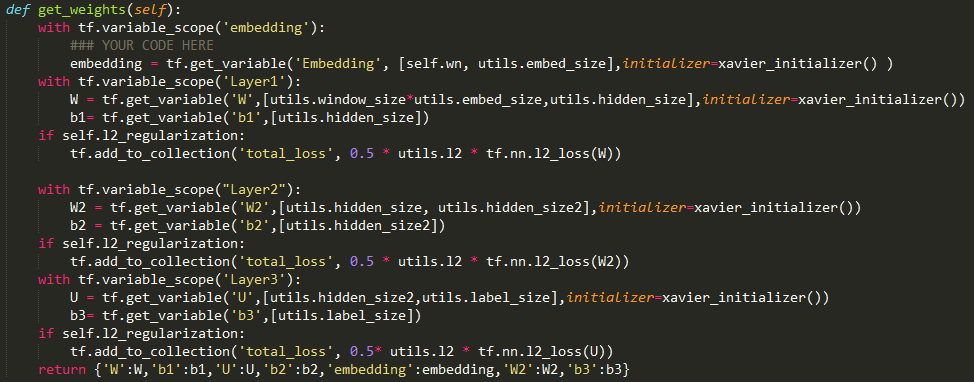 def get_weights(self):
    with tf.variable_scope('embedding'):
        ### YOUR CODE HERE
        embedding = tf.get_variable('Embedding', [self.wn, utils.embed_size],initializer=xavier_initializer() )
    with tf.variable_scope('Layer1'):
        W = tf.get_variable('W',[utils.window_size*utils.embed_size,utils.hidden_size],initializer=xavier_initializer())
        b1= tf.get_variable('b1',[utils.hidden_size])
    if self.l2_regularization:
        tf.add_to_collection('total_loss', 0.5 * utils.l2 * tf.nn.l2_loss(W))

    with tf.variable_scope("Layer2"):
        W2 = tf.get_variable('W2',[utils.hidden_size, utils.hidden_size2],initializer=xavier_initializer())
        b2 = tf.get_variable('b2',[utils.hidden_size2])
    if self.l2_regularization:
        tf.add_to_collection('total_loss', 0.5 * utils.l2 * tf.nn.l2_loss(W2))
    with tf.variable_scope('Layer3'):
        U = tf.get_variable('U',[utils.hidden_size2,utils.label_size],initializer=xavier_initializer())
        b3= tf.get_variable('b3',[utils.label_size])
    if self.l2_regularization:
        tf.add_to_collection('total_loss', 0.5* utils.l2 * tf.nn.l2_loss(U))
    return {'W':W,'b1':b1,'U':U,'b2':b2,'embedding':embedding,'W2':W2,'b3':b3}